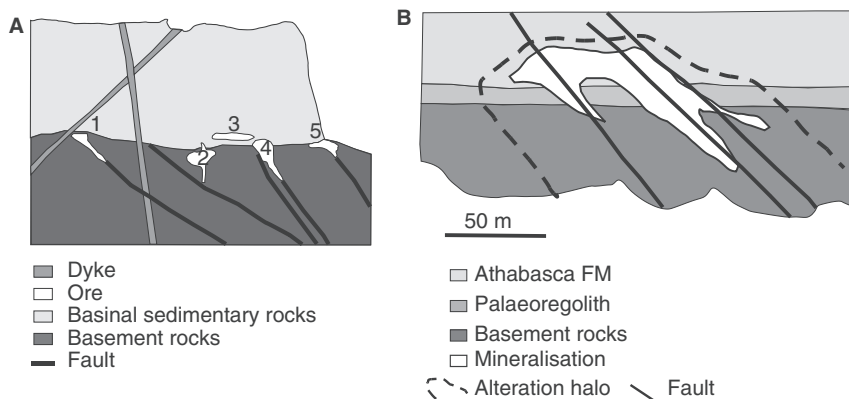 A
1
2
3
4
5
Dyke
Ore
Basinal sedimentary rocks
Basement rocks
Fault
B
50 m
Athabasca FM
Palaeoregolith
Basement rocks
Mineralisation
Alteration halo Fault